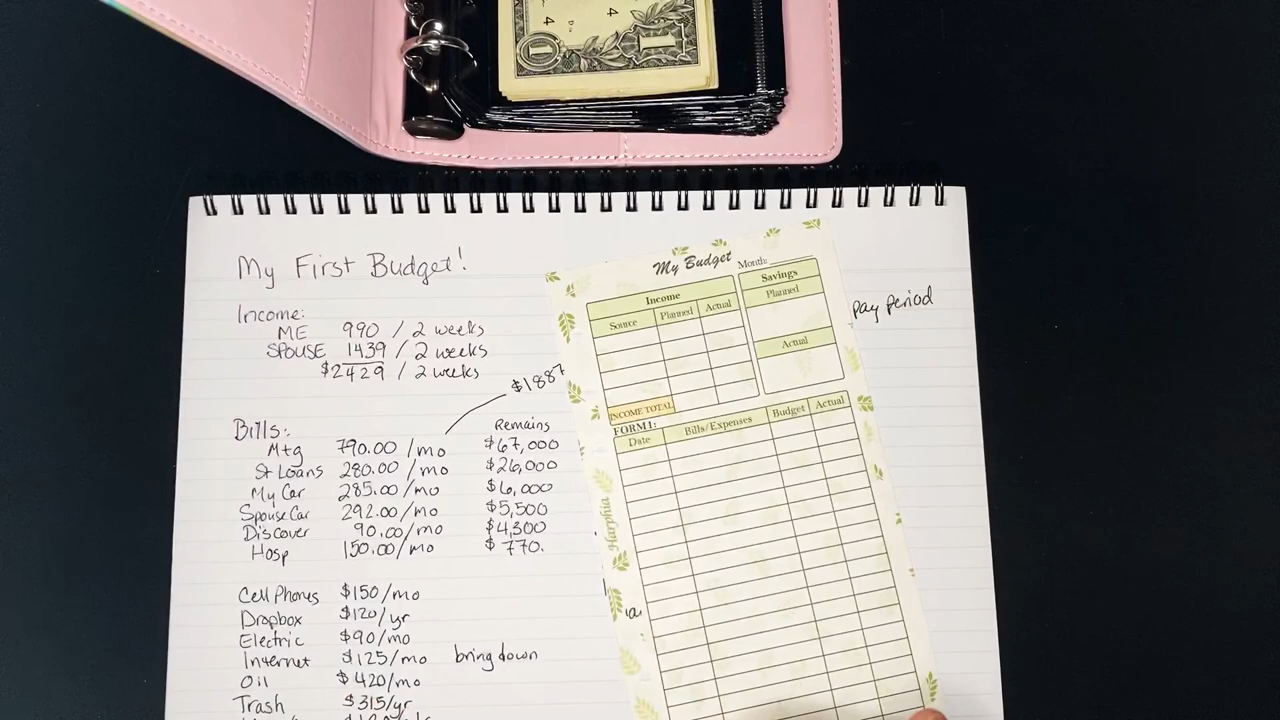 My First Budget!
Income:
ME 990 / 2 weeks
SPOUSE 1439 / 2 weeks
$2429 / 2 weeks
$1887
Bills:
Remains
Mtg 790.00 /mo $67,000
St Loans 280.00 /mo $26,000
My Car 285.00 /mo $6,000
Spouse Car 292.00 /mo $5,500
Discover 90.00/mo $4,300
Hosp 150.00/mo $ 770.
Cell Phones $150/mo
Dropbox $120/yr
Electric $90/mo
Internet $125/mo bring down
Oil $420/mo
Trash $315/yr
pay period
My Budget Month:
Income
Source Planned Actual
INCOME TOTAL
Savings
Planned
Actual
FORM1:
Date Bills/Expenses Budget Actual
Harphia
1
4
4